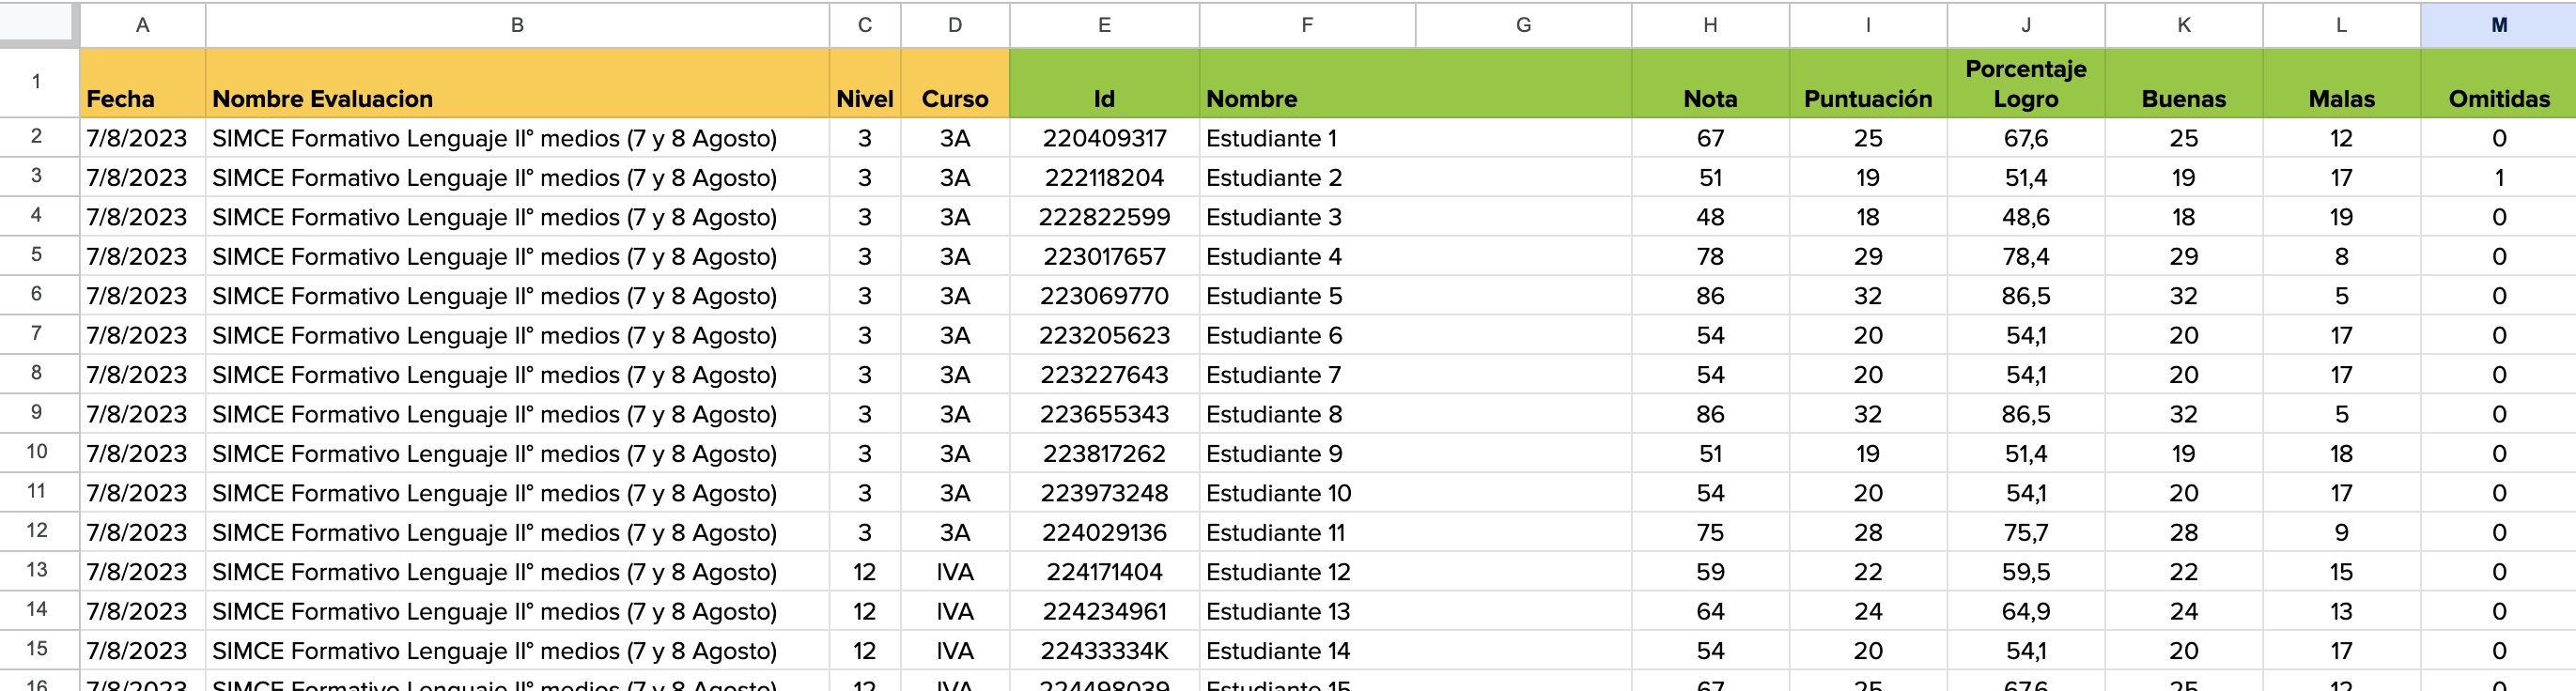 A B C D E F G H I J K L M
1 Fecha Nombre Evaluacion Nivel Curso Id Nombre Nota Puntuación Porcentaje Logro Buenas Malas Omitidas
2 7/8/2023 SIMCE Formativo Lenguaje II° medios (7 y 8 Agosto) 3 3A 220409317 Estudiante 1 67 25 67,6 25 12 0
3 7/8/2023 SIMCE Formativo Lenguaje II° medios (7 y 8 Agosto) 3 3A 222118204 Estudiante 2 51 19 51,4 19 17 1
4 7/8/2023 SIMCE Formativo Lenguaje II° medios (7 y 8 Agosto) 3 3A 222822599 Estudiante 3 48 18 48,6 18 19 0
5 7/8/2023 SIMCE Formativo Lenguaje II° medios (7 y 8 Agosto) 3 3A 223017657 Estudiante 4 78 29 78,4 29 8 0
6 7/8/2023 SIMCE Formativo Lenguaje II° medios (7 y 8 Agosto) 3 3A 223069770 Estudiante 5 86 32 86,5 32 5 0
7 7/8/2023 SIMCE Formativo Lenguaje II° medios (7 y 8 Agosto) 3 3A 223205623 Estudiante 6 54 20 54,1 20 17 0
8 7/8/2023 SIMCE Formativo Lenguaje II° medios (7 y 8 Agosto) 3 3A 223227643 Estudiante 7 54 20 54,1 20 17 0
9 7/8/2023 SIMCE Formativo Lenguaje II° medios (7 y 8 Agosto) 3 3A 223655343 Estudiante 8 86 32 86,5 32 5 0
10 7/8/2023 SIMCE Formativo Lenguaje II° medios (7 y 8 Agosto) 3 3A 223817262 Estudiante 9 51 19 51,4 19 18 0
11 7/8/2023 SIMCE Formativo Lenguaje II° medios (7 y 8 Agosto) 3 3A 223973248 Estudiante 10 54 20 54,1 20 17 0
12 7/8/2023 SIMCE Formativo Lenguaje II° medios (7 y 8 Agosto) 3 3A 224029136 Estudiante 11 75 28 75,7 28 9 0
13 7/8/2023 SIMCE Formativo Lenguaje II° medios (7 y 8 Agosto) 12 IVA 224171404 Estudiante 12 59 22 59,5 22 15 0
14 7/8/2023 SIMCE Formativo Lenguaje II° medios (7 y 8 Agosto) 12 IVA 224234961 Estudiante 13 64 24 64,9 24 13 0
15 7/8/2023 SIMCE Formativo Lenguaje II° medios (7 y 8 Agosto) 12 IVA 22433334K Estudiante 14 54 20 54,1 20 17 0
16 7/8/2023 SIMCE Formativo Lenguaje II° medios (7 y 8 Agosto) 12 IVA 224498039 Estudiante 15 67 25 67,6 25 12 0